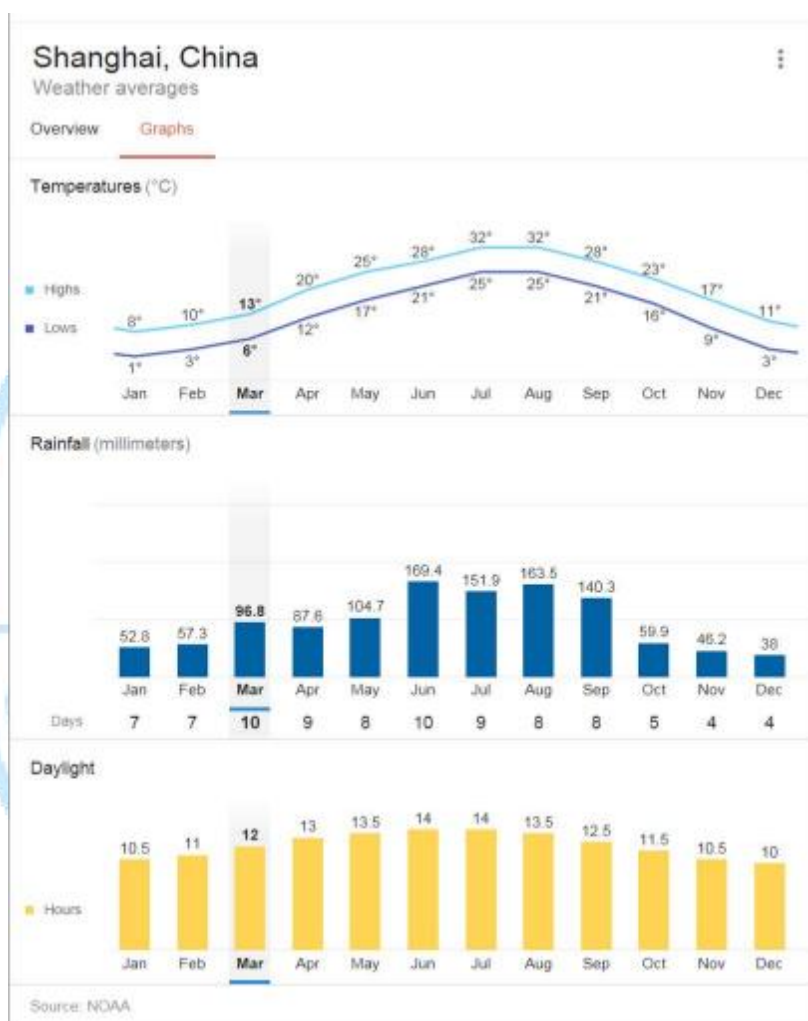 Shanghai, China
Weather averages
Overview Graphs
Temperatures (°C)
32° 32°
28° 28°
25° 23°
20° 25° 25° 17°
Highs 13° 21° 21° 11°
8° 10° 17° 16°
Lows 12° 9°
1° 3° 6° 3°
Jan Feb Mar Apr May Jun Jul Aug Sep Oct Nov Dec
Rainfall (millimeters)
52.8 57.3 96.8 87.6 104.7 169.4 151.9 163.5 140.3 59.9 46.2 38
Jan Feb Mar Apr May Jun Jul Aug Sep Oct Nov Dec
Days 7 7 10 9 8 10 9 8 8 5 4 4
Daylight
10.5 11 12 13 13.5 14 14 13.5 12.5 11.5 10.5 10
Hours
Jan Feb Mar Apr May Jun Jul Aug Sep Oct Nov Dec
Source: NOAA